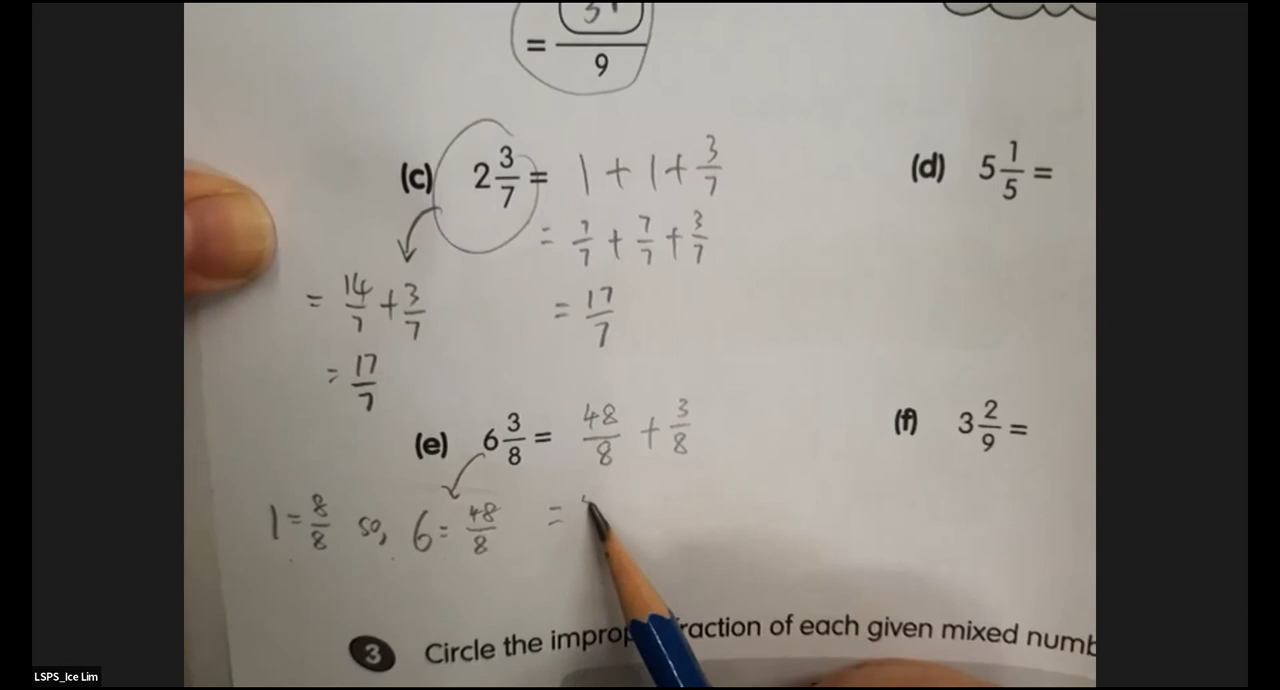 = 31/9
(c) 2 3/7 = 1 + 1 + 3/7
= 7/7 + 7/7 + 3/7
= 14/7 + 3/7
= 17/7
= 17/7
(d) 5 1/5 =
(e) 6 3/8 = 48/8 + 3/8
1 = 8/8 so, 6 = 48/8
=
(f) 3 2/9 =
3 Circle the improp raction of each given mixed numb
LSPS_Ice Lim